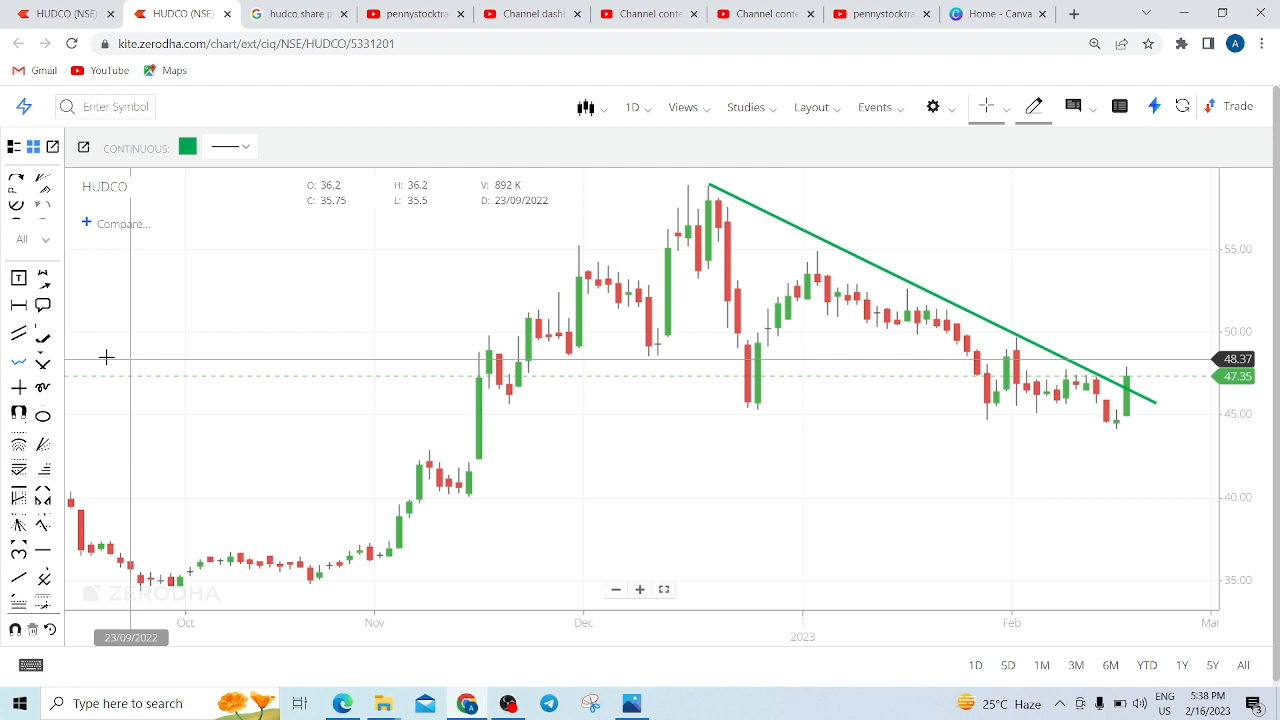 HUDCO (NSE)
HUDCO (NSE)
hudco share p
pennystocktra
Channel dash
Channel conte
Channel conte
pennystocktra
Home - Canva
kite.zerodha.com/chart/ext/ciq/NSE/HUDCO/5331201
A
Gmail
YouTube
Maps
Enter Symbol
1D
Views
Studies
Layout
Events
Trade
CONTINUOUS:
HUDCO
O: 36.2
H: 36.2
V: 892 K
C: 35.75
L: 35.5
D: 23/09/2022
Compare...
All
T
55.00
50.00
48.37
47.35
45.00
40.00
35.00
ZERODHA
Oct
Nov
Dec
2023
Feb
Mar
23/09/2022
1D
5D
1M
3M
6M
YTD
1Y
5Y
All
Type here to search
25°C Haze
ENG
US
5:38 PM
2/16/2023
3